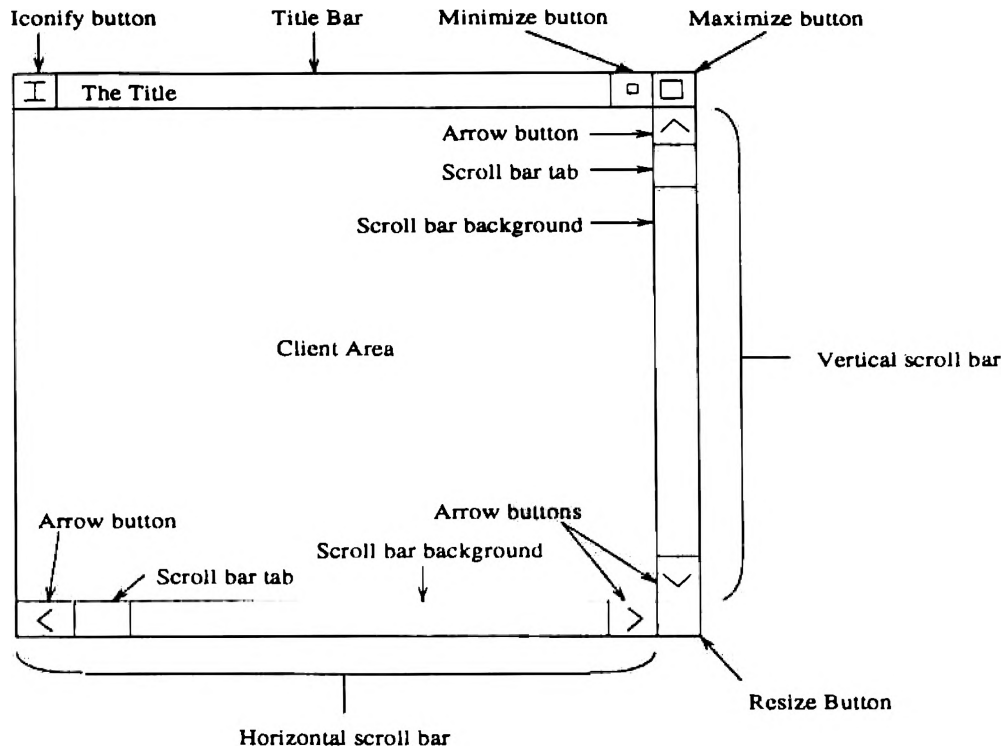 Iconify button
Title Bar
Minimize button
Maximize button
The Title
Arrow button
Scroll bar tab
Scroll bar background
Client Area
Vertical scroll bar
Arrow button
Arrow buttons
Scroll bar background
Scroll bar tab
Resize Button
Horizontal scroll bar